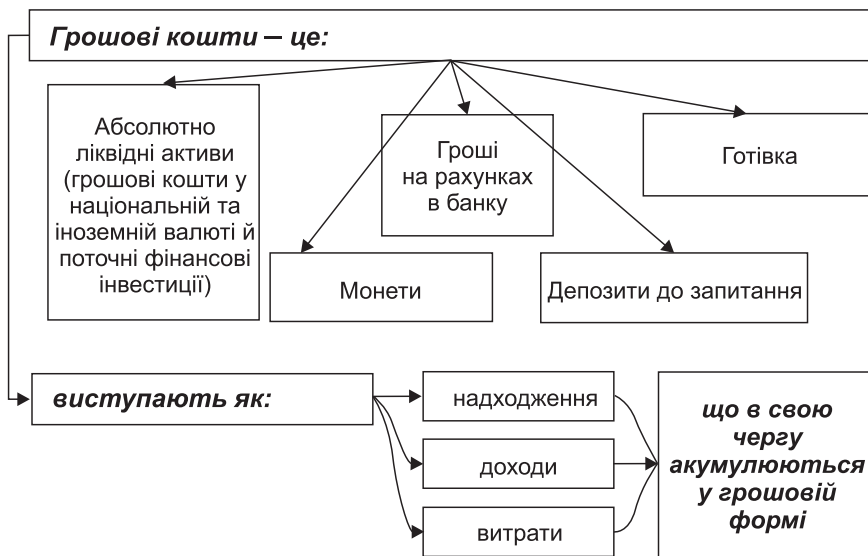 Грошові кошти – це:
Абсолютно
ліквідні активи
(грошові кошти у
національній та
іноземній валюті й
поточні фінансові
інвестиції)
Гроші
на рахунках
в банку
Готівка
Монети
Депозити до запитання
виступають як:
надходження
доходи
витрати
що в свою
чергу
акумулюються
у грошовій
формі